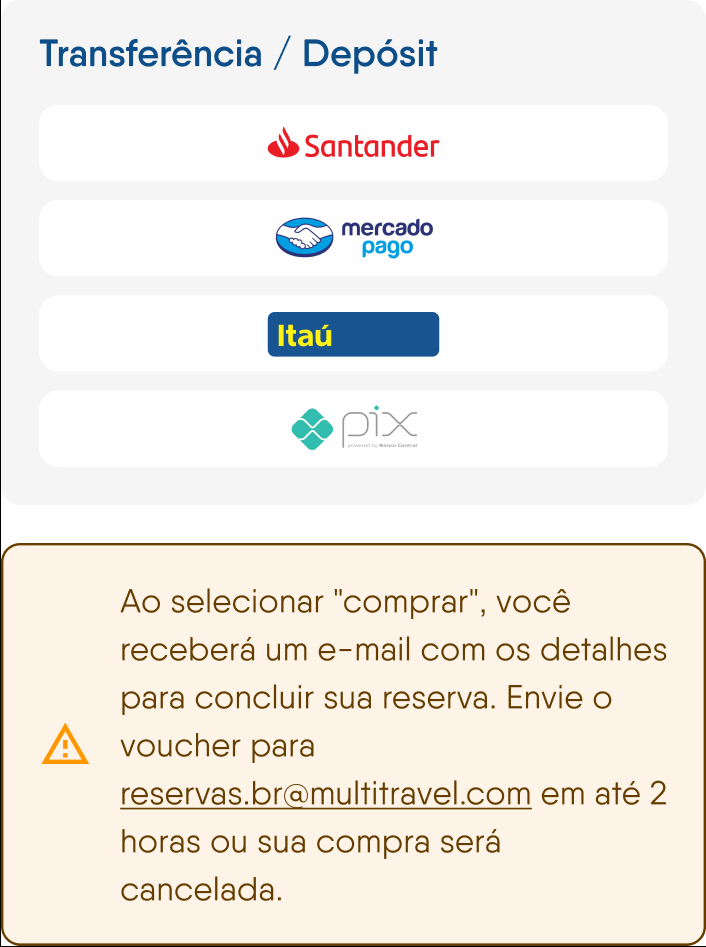 Transferência / Depósit
Santander
mercado
pago
Itaú
pix
powered by Banco Central
Ao selecionar "comprar", você
receberá um e-mail com os detalhes
para concluir sua reserva. Envie o
voucher para
reservas.br@multitravel.com em até 2
horas ou sua compra será
cancelada.